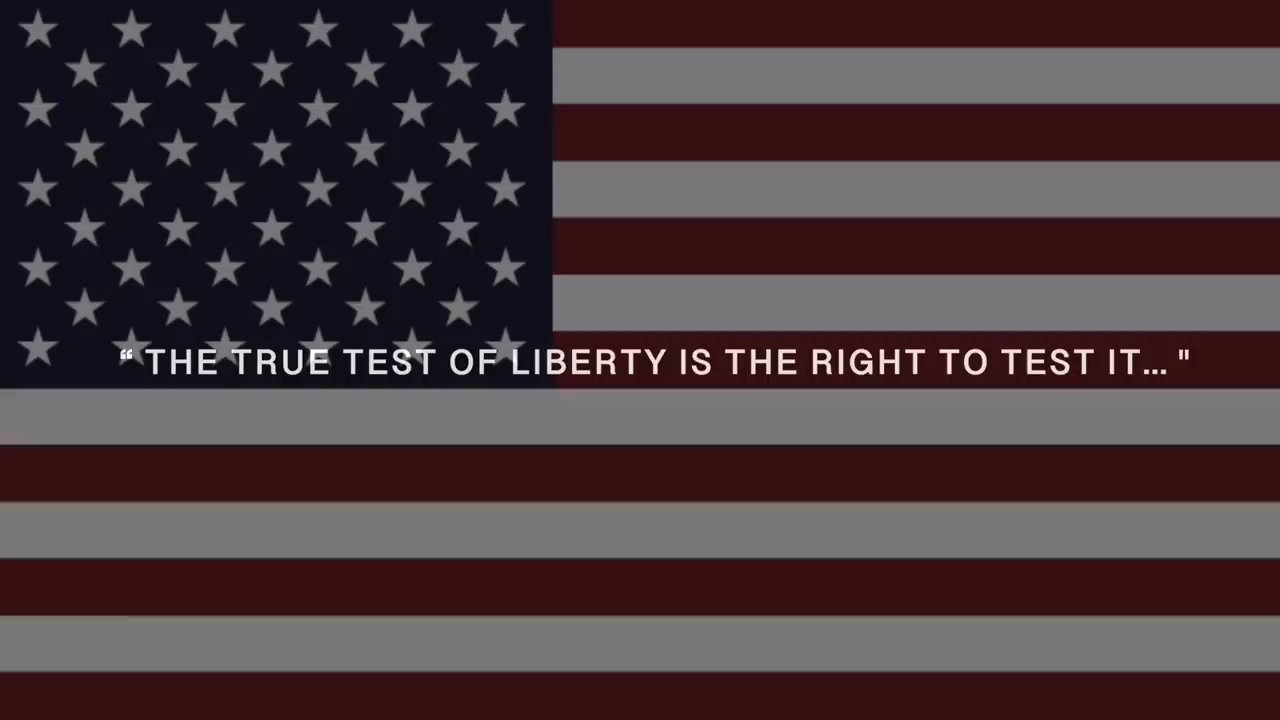 “ THE TRUE TEST OF LIBERTY IS THE RIGHT TO TEST IT... "